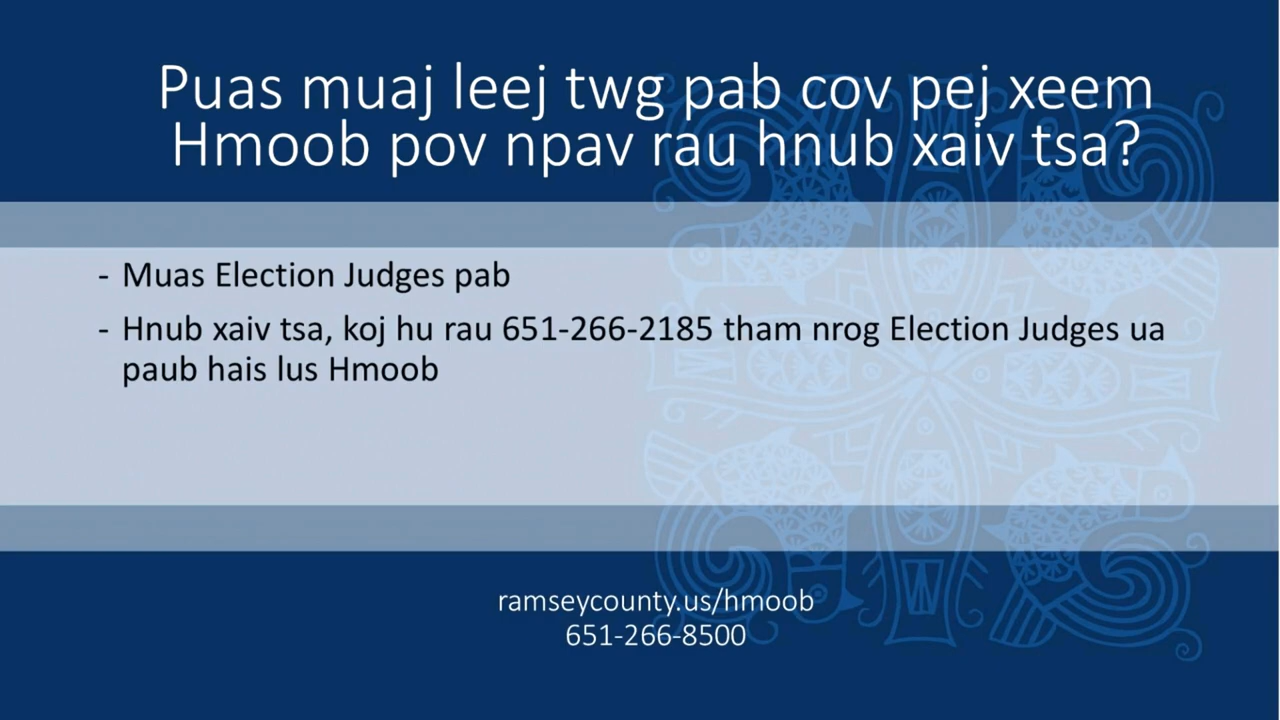 Puas muaj leej twg pab cov pej xeem
Hmoob pov npav rau hnub xaiv tsa?
- Muas Election Judges pab
- Hnub xaiv tsa, koj hu rau 651-266-2185 tham nrog Election Judges ua
paub hais lus Hmoob
ramseycounty.us/hmoob
651-266-8500